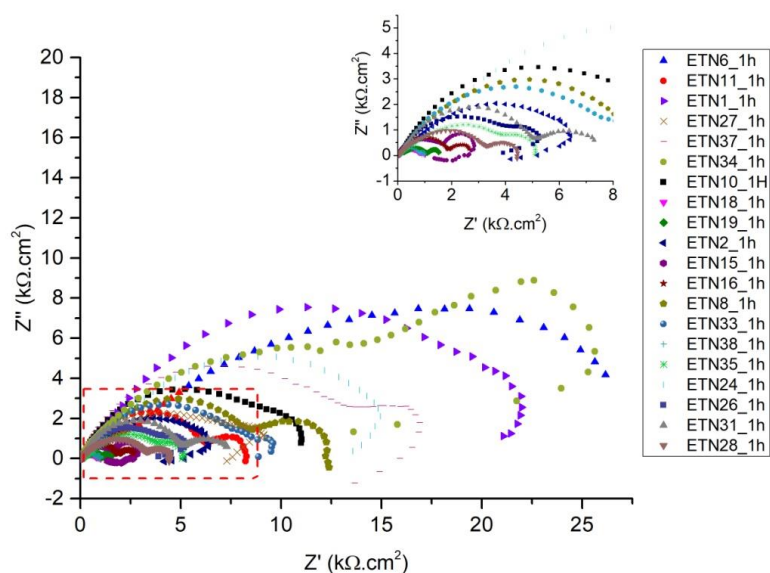 5
4
3
2
1
0
-1
0 2 4 6 8
Z'' (kΩ.cm²)
Z' (kΩ.cm²)
20
18
16
14
12
10
8
6
4
2
0
-2
0 5 10 15 20 25
Z'' (kΩ.cm²)
Z' (kΩ.cm²)
ETN6_1h
ETN11_1h
ETN1_1h
ETN27_1h
ETN37_1h
ETN34_1h
ETN10_1H
ETN18_1h
ETN19_1h
ETN2_1h
ETN15_1h
ETN16_1h
ETN8_1h
ETN33_1h
ETN38_1h
ETN35_1h
ETN24_1h
ETN26_1h
ETN31_1h
ETN28_1h